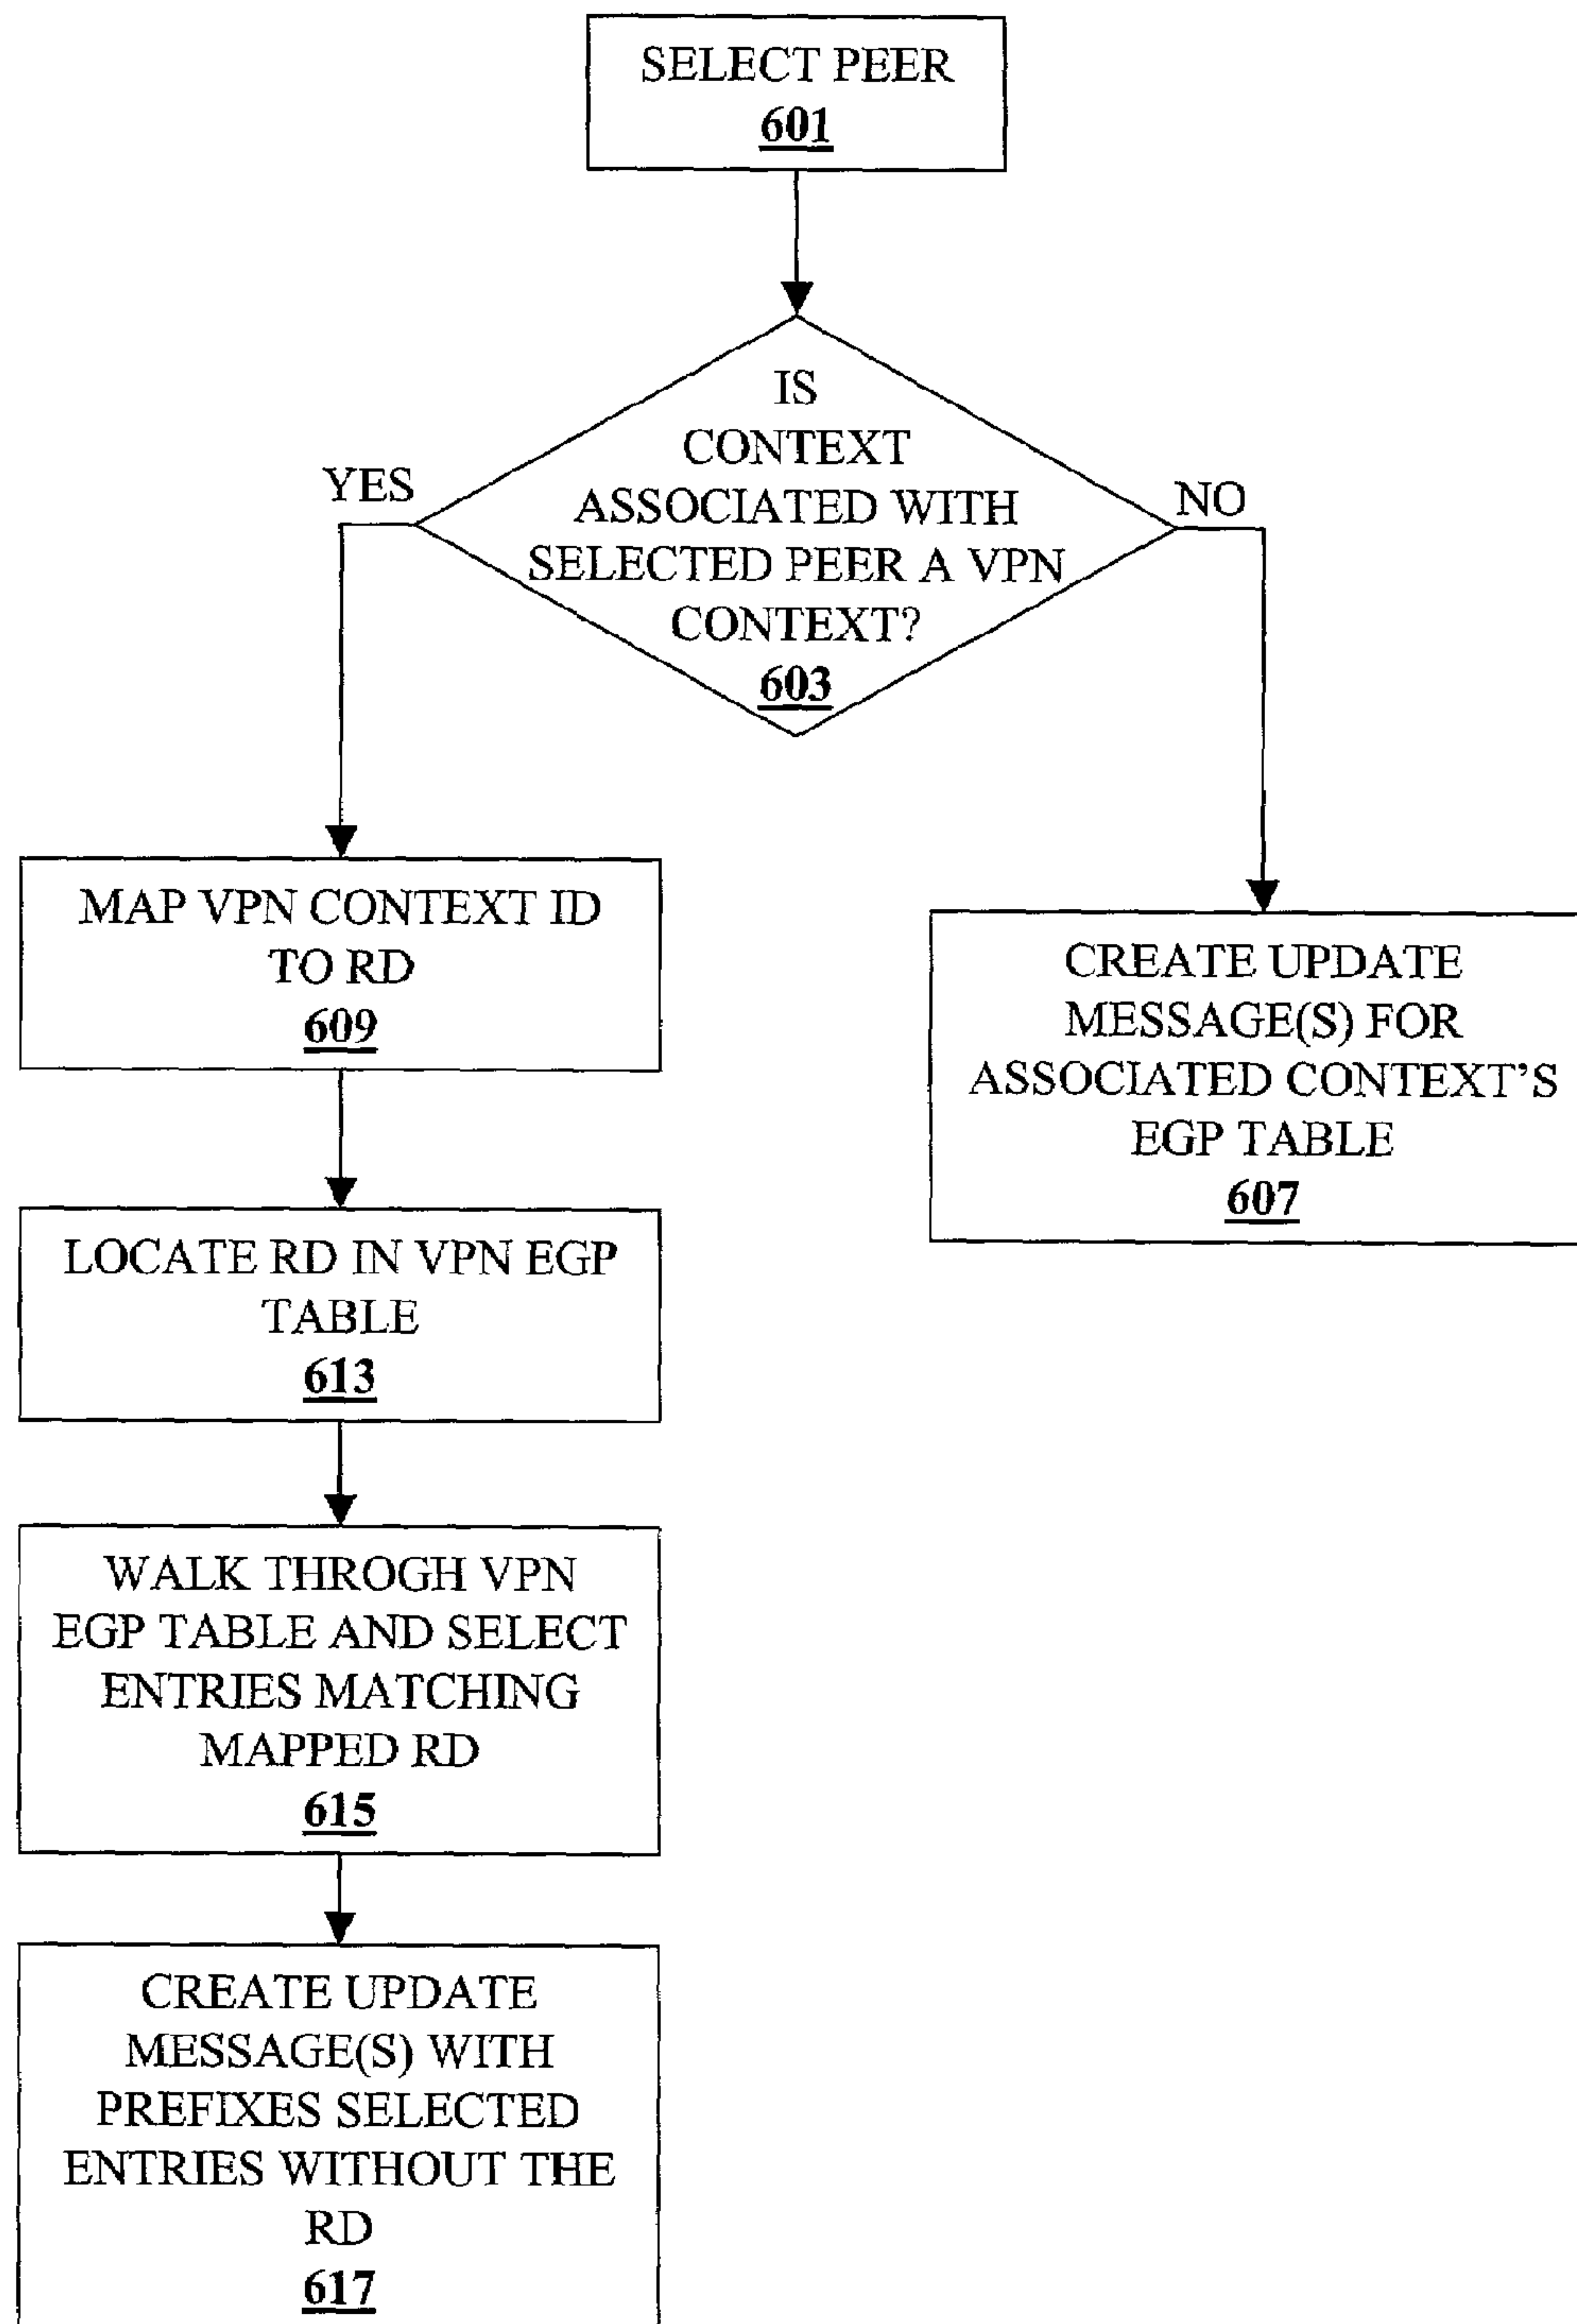 SELECT PEER
601
IS
CONTEXT
ASSOCIATED WITH
SELECTED PEER A VPN
CONTEXT?
603
YES
NO
MAP VPN CONTEXT ID
TO RD
609
CREATE UPDATE
MESSAGE(S) FOR
ASSOCIATED CONTEXT'S
EGP TABLE
607
LOCATE RD IN VPN EGP
TABLE
613
WALK THROGH VPN
EGP TABLE AND SELECT
ENTRIES MATCHING
MAPPED RD
615
CREATE UPDATE
MESSAGE(S) WITH
PREFIXES SELECTED
ENTRIES WITHOUT THE
RD
617